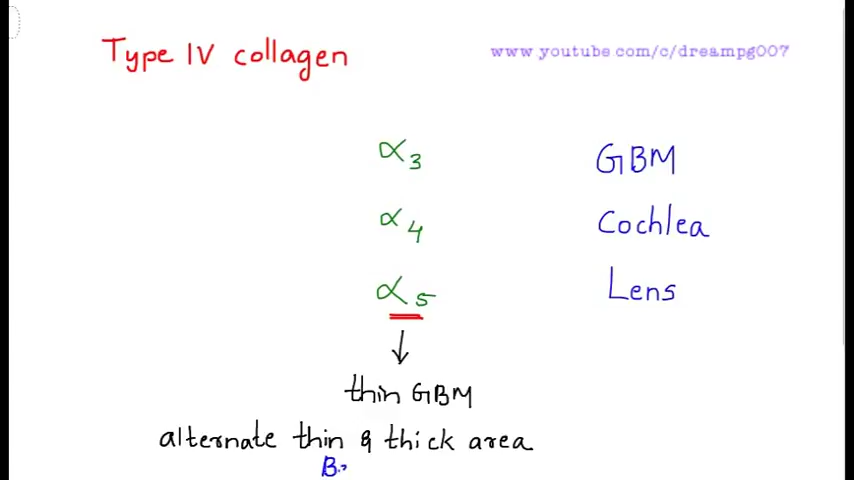 Type IV collagen www.youtube.com/c/dreampg007
α3 GBM
α4 Cochlea
α5 Lens
thin GBM
alternate thin & thick area